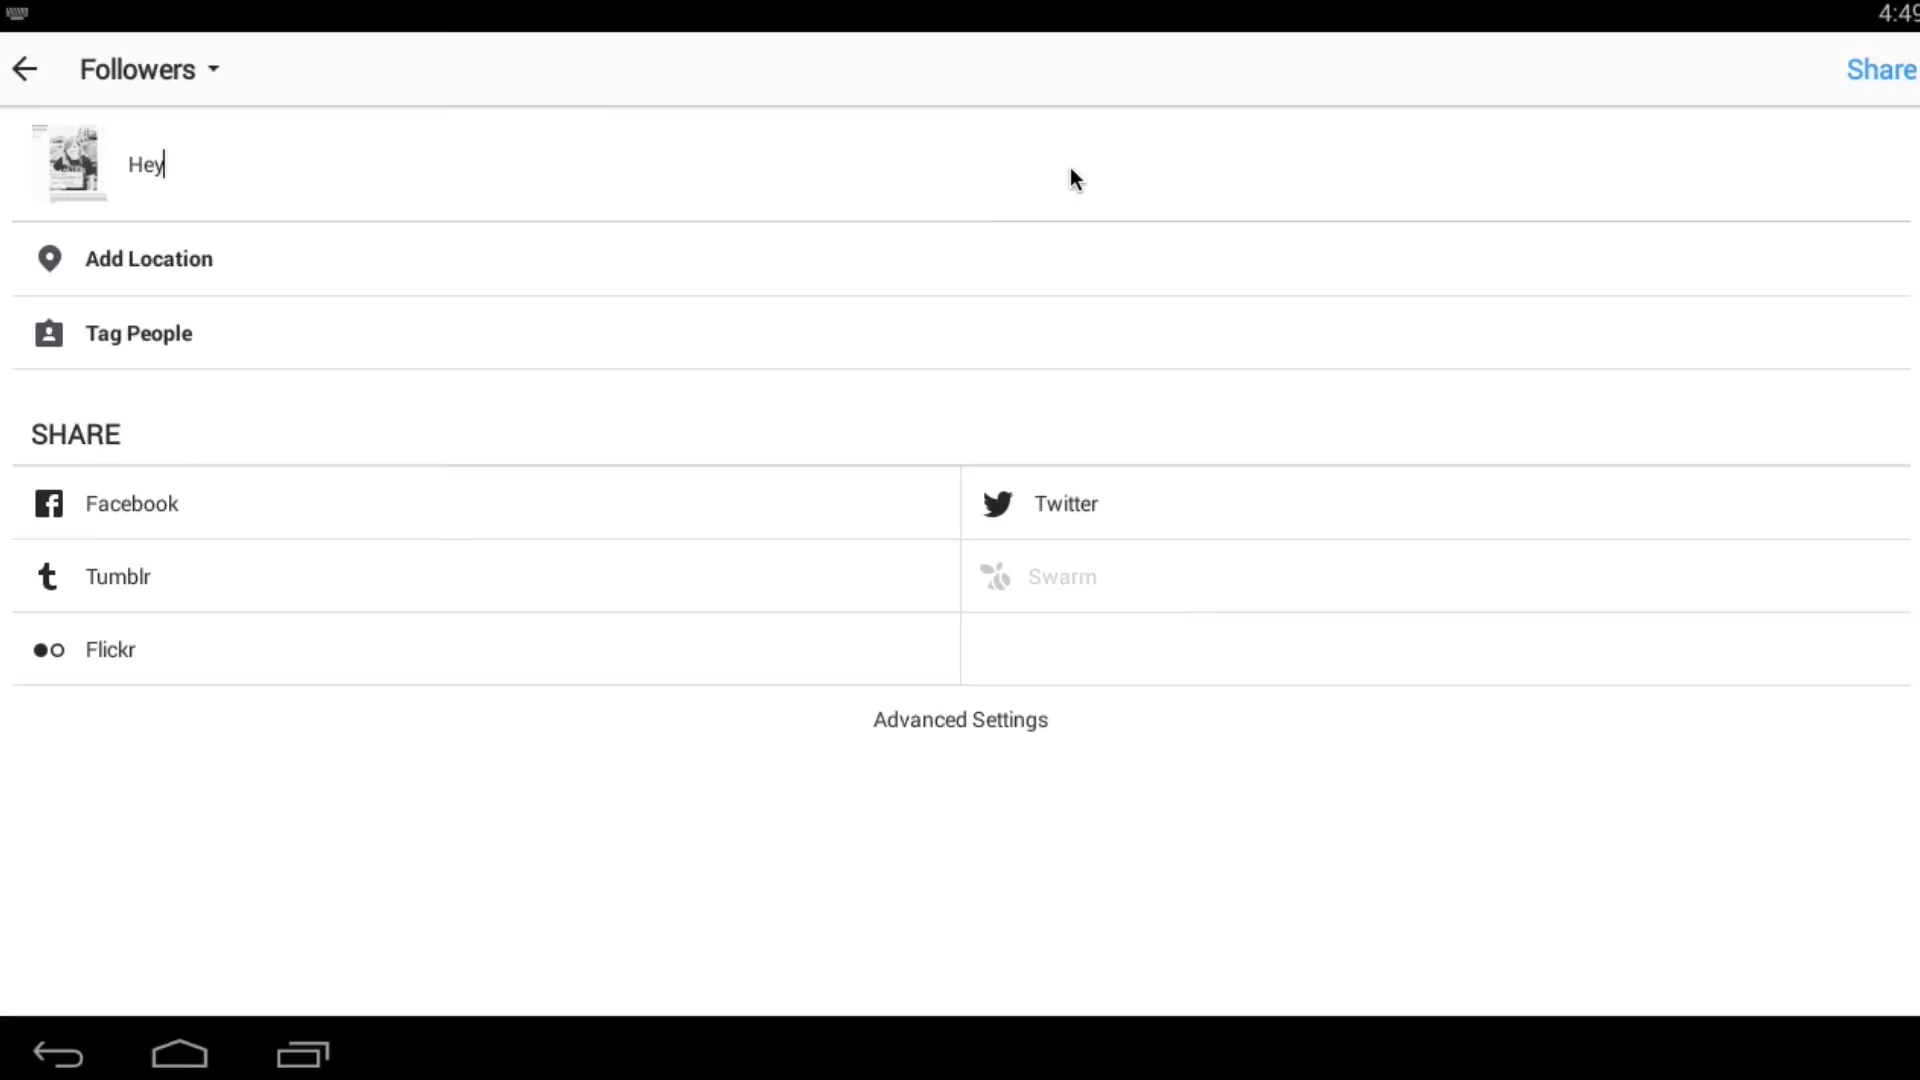 4:49
Followers
Share
Hey
Add Location
Tag People
SHARE
Facebook
Twitter
Tumblr
Swarm
Flickr
Advanced Settings